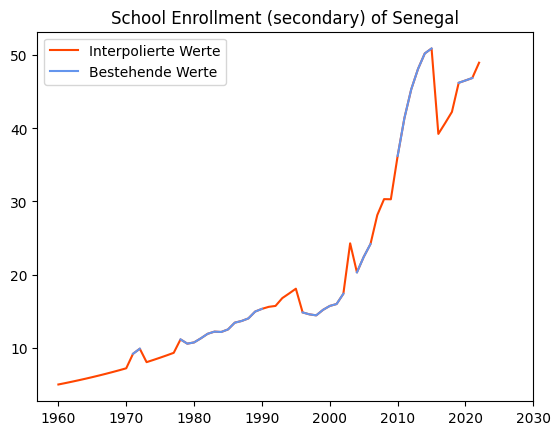 School Enrollment (secondary) of Senegal
Interpolierte Werte
Bestehende Werte
50
40
30
20
10
1960 1970 1980 1990 2000 2010 2020 2030